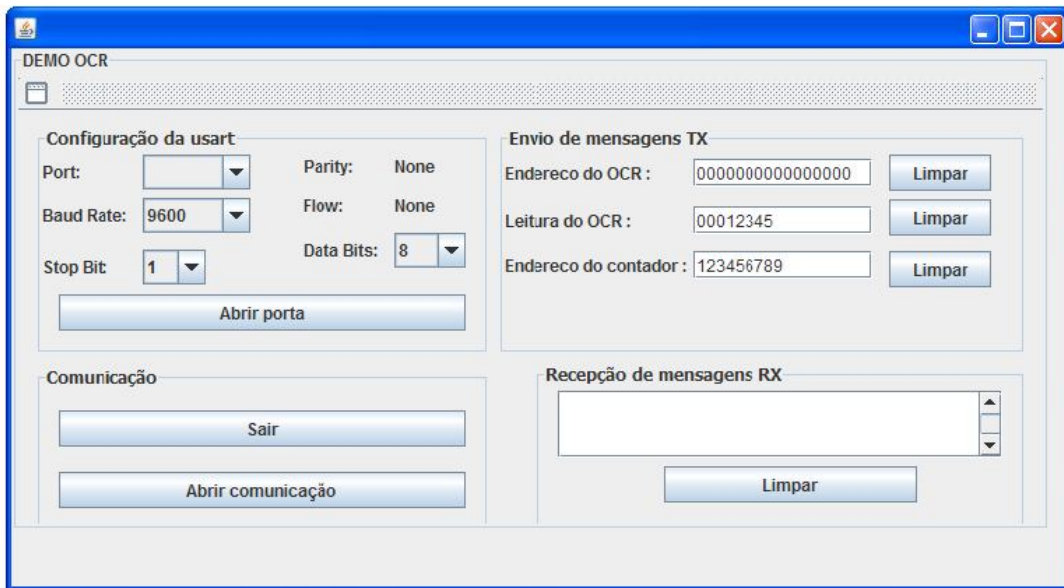 DEMO OCR
Configuração da usart
Port:
Parity: None
Baud Rate: 9600
Flow: None
Stop Bit: 1
Data Bits: 8
Abrir porta
Envio de mensagens TX
Endereco do OCR : 0000000000000000 Limpar
Leitura do OCR : 00012345 Limpar
Endereco do contador : 123456789 Limpar
Comunicação
Sair
Abrir comunicação
Recepção de mensagens RX
Limpar